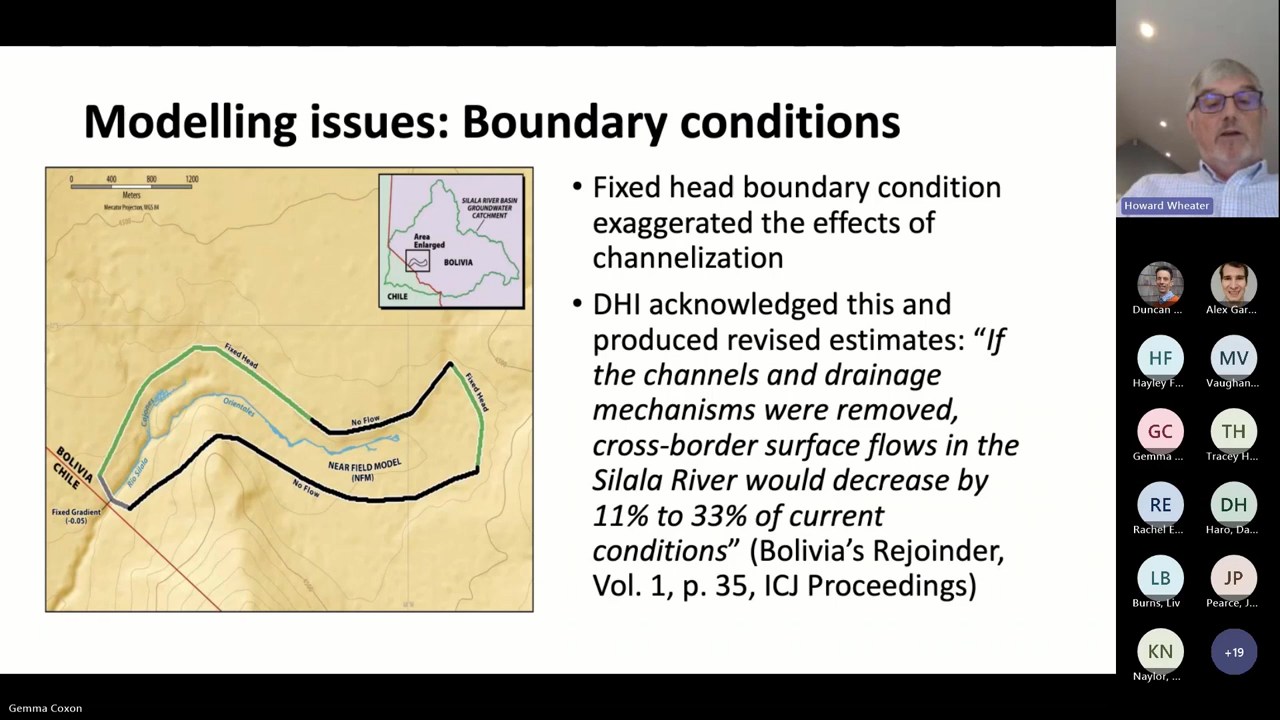 Modelling issues: Boundary conditions
0 400 800 1200
Meters
Mercator Projection, WGS 84
SILALA RIVER BASIN
GROUNDWATER
CATCHMENT
Area
Enlarged
BOLIVIA
CHILE
Fixed Head
Fixed Head
No Flow
Orientales
Rio Silala
NEAR FIELD MODEL
(NFM)
No Flow
BOLIVIA
CHILE
Fixed Gradient
(-0.05)
• Fixed head boundary condition
exaggerated the effects of
channelization
• DHI acknowledged this and
produced revised estimates: “If
the channels and drainage
mechanisms were removed,
cross-border surface flows in the
Silala River would decrease by
11% to 33% of current
conditions” (Bolivia’s Rejoinder,
Vol. 1, p. 35, ICJ Proceedings)
Howard Wheater
Duncan ...
Alex Gar...
HF
Hayley F...
MV
Vaughan...
GC
Gemma ...
TH
Tracey H...
RE
Rachel E...
DH
Haro, Da...
LB
Burns, Liv
JP
Pearce, J...
KN
Naylor, ...
+19
Gemma Coxon